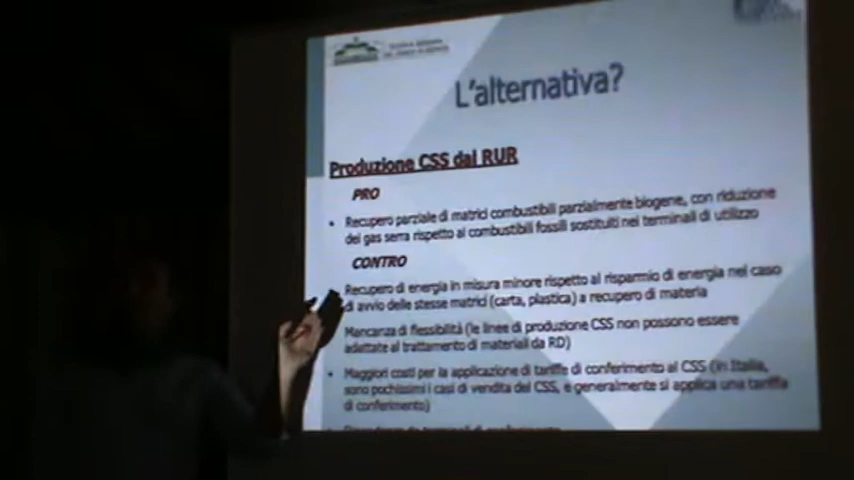 L'alternativa?
Produzione CSS dal RUR
PRO
• Recupero parziale di matrici combustibili parzialmente biogene, con riduzione
dei gas serra rispetto ai combustibili fossili sostituiti nei terminali di utilizzo
CONTRO
Recupero di energia in misura minore rispetto al risparmio di energia nel caso
di avvio delle stesse matrici (carta, plastica) a recupero di materia
Mancanza di flessibilità (le linee di produzione CSS non possono essere
adattate al trattamento di materiali da RD)
• Maggiori costi per la applicazione di tariffe di conferimento al CSS (in Italia,
sono pochissimi i casi di vendita del CSS, e generalmente si applica una tariffa
di conferimento)